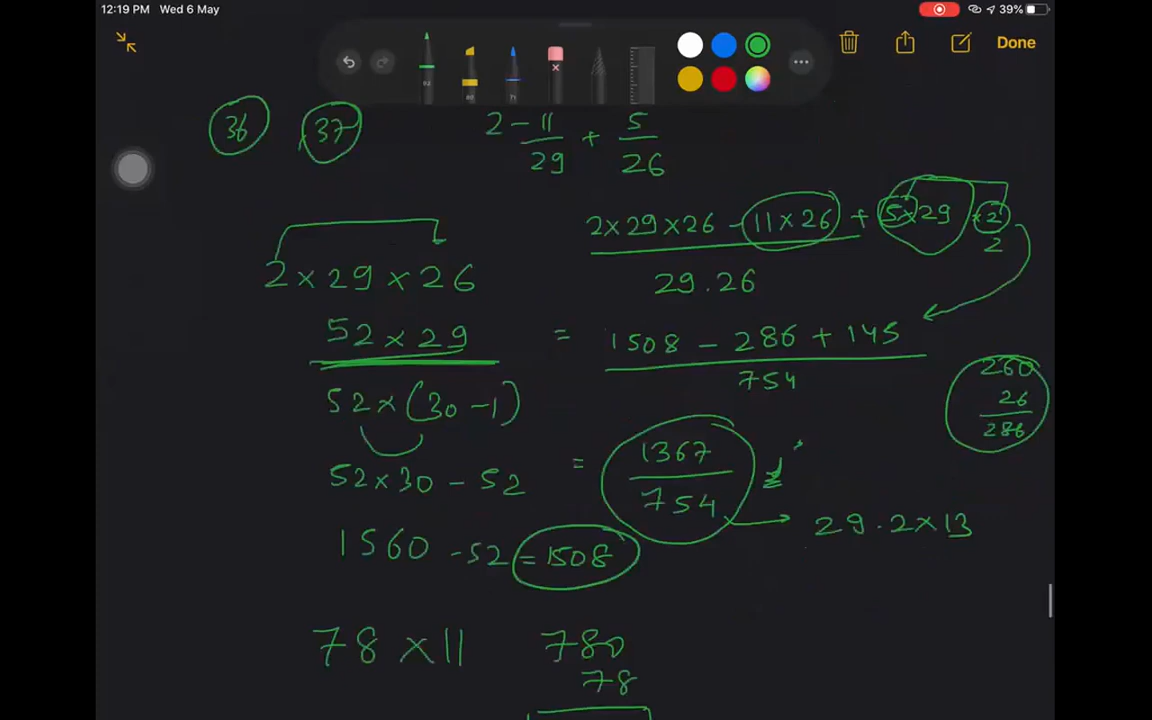 12:19 PM Wed 6 May
39%
Done
36 37
2 - 11/29 + 5/26
2×29×26 - 11×26 + 5×29 ×2
2
29.26
2×29×26
52×29
= 1508 - 286 + 145
754
52×(30-1)
260
26
286
52×30 - 52
= 1367/754
29.2×13
1560 -52 = 1508
78×11
780
78